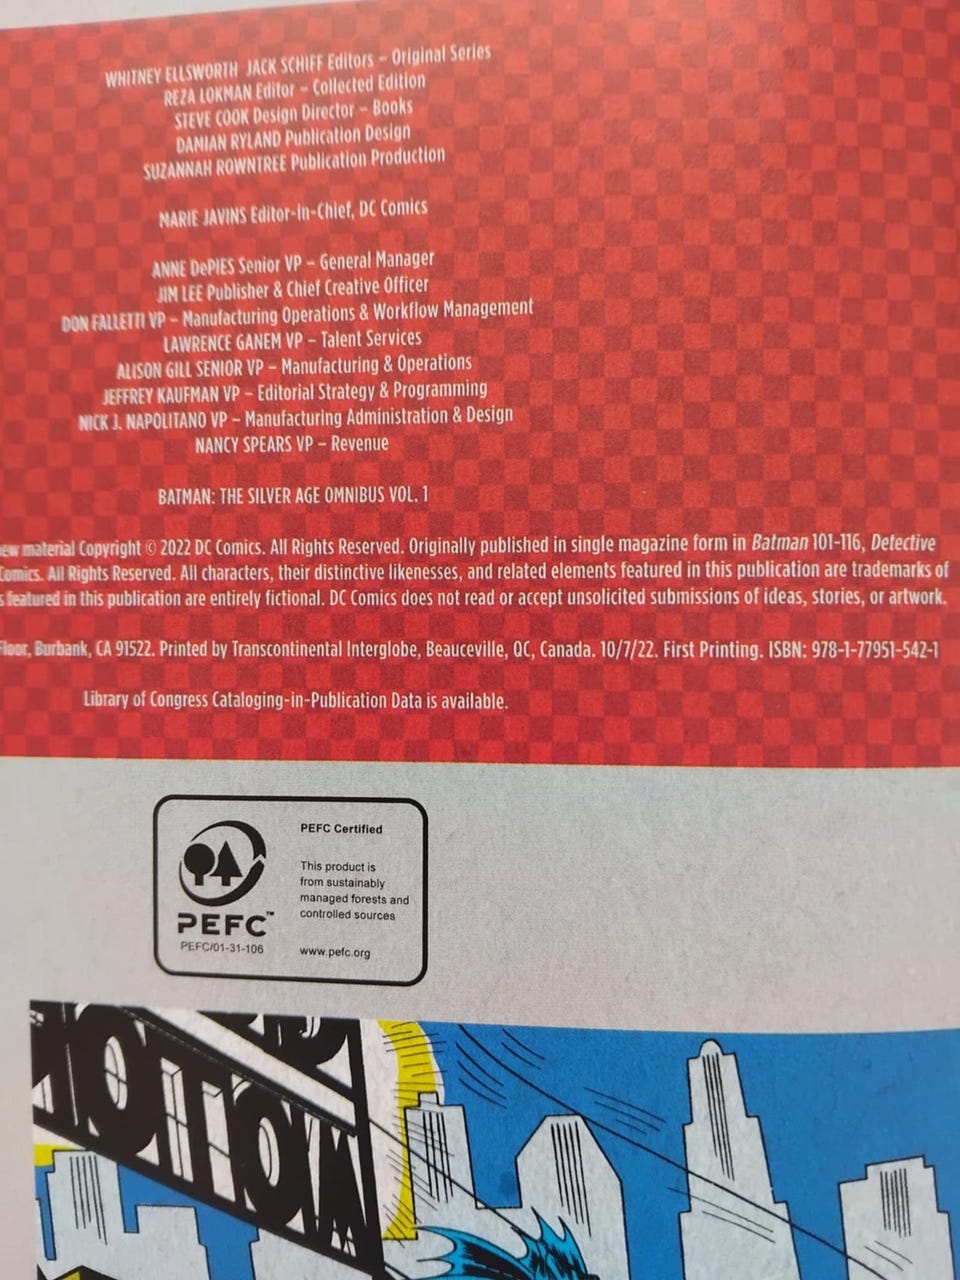 WHITNEY ELLSWORTH JACK SCHIFF Editors – Original Series
REZA LOKMAN Editor – Collected Edition
STEVE COOK Design Director – Books
DAMIAN RYLAND Publication Design
SUZANNAH ROWNTREE Publication Production
MARIE JAVINS Editor-In-Chief, DC Comics
ANNE DePIES Senior VP – General Manager
JIM LEE Publisher & Chief Creative Officer
DON FALLETTI VP – Manufacturing Operations & Workflow Management
LAWRENCE GANEM VP – Talent Services
ALISON GILL SENIOR VP – Manufacturing & Operations
JEFFREY KAUFMAN VP – Editorial Strategy & Programming
NICK J. NAPOLITANO VP – Manufacturing Administration & Design
NANCY SPEARS VP – Revenue
BATMAN: THE SILVER AGE OMNIBUS VOL. 1
material Copyright © 2022 DC Comics. All Rights Reserved. Originally published in single magazine form in Batman 101-116, Detective
Comics. All Rights Reserved. All characters, their distinctive likenesses, and related elements featured in this publication are trademarks of
featured in this publication are entirely fictional. DC Comics does not read or accept unsolicited submissions of ideas, stories, or artwork.
Floor, Burbank, CA 91522. Printed by Transcontinental Interglobe, Beauceville, QC, Canada. 10/7/22. First Printing. ISBN: 978-1-77951-542-1
Library of Congress Cataloging-in-Publication Data is available.
PEFC Certified
This product is
from sustainably
managed forests and
controlled sources
www.pefc.org
PEFC™
PEFC/01-31-106